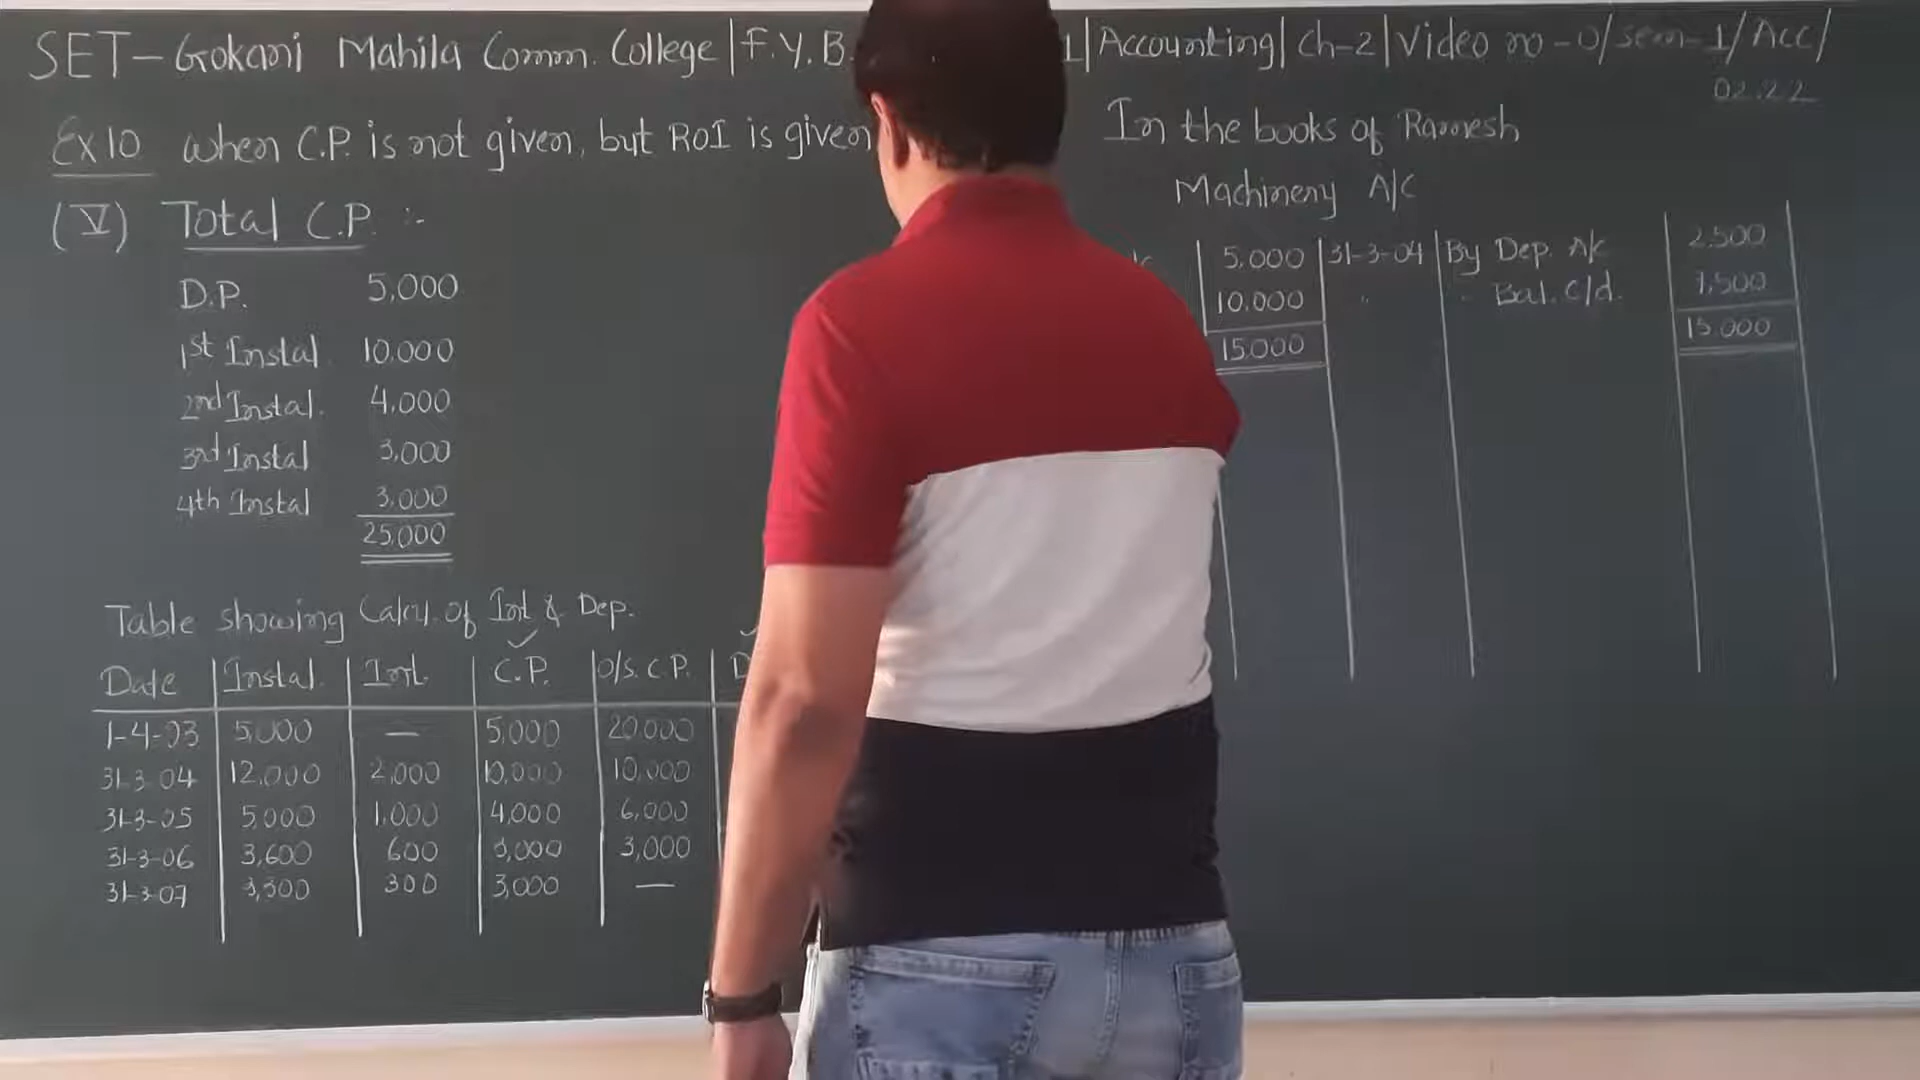 SET - Gokani Mahila Comm. College | F.Y.B. 1 | Accounting | Ch-2 | Video no - 0/sem-1/Acc/
02.22
Ex 10 when C.P. is not given, but RoI is given
(V) Total C.P. :-
D.P. 5,000
1st Instal. 10,000
2nd Instal. 4,000
3rd Instal 3,000
4th Instal 3,000
25,000
Table showing Calcu. of Int & Dep.
Date Instal. Int. C.P. O/s. C.P. D
1-4-03 5,000 — 5,000 20,000
31-3-04 12,000 2,000 10,000 10,000
31-3-05 5,000 1,000 4,000 6,000
31-3-06 3,600 600 3,000 3,000
31-3-07 3,300 300 3,000 —
In the books of Ramesh
Machinery A/C
5,000 31-3-04 By Dep. A/c 2,500
10,000 " " Bal. C/d.
15,000 15,000